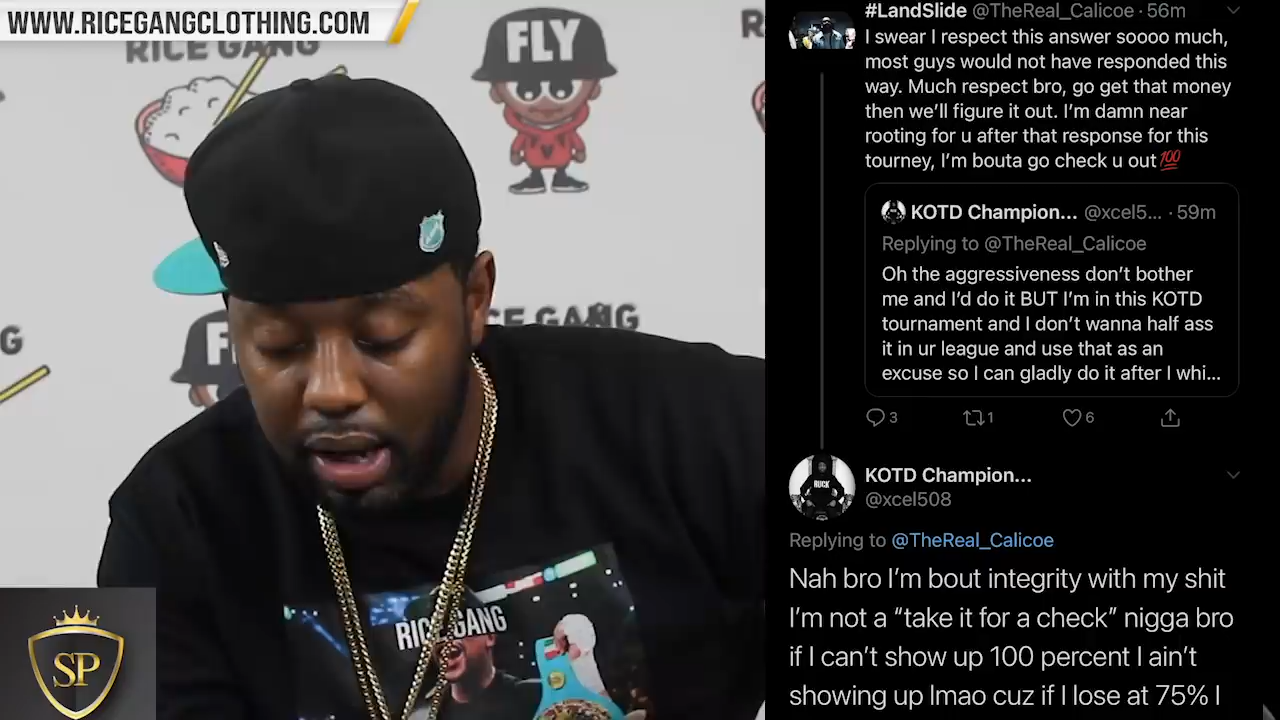 WWW.RICEGANGCLOTHING.COM
RICE GANG
FLY
R
G
F
CE GANG
RICE GANG
SP
#LandSlide @TheReal_Calicoe · 56m
I swear I respect this answer soooo much,
most guys would not have responded this
way. Much respect bro, go get that money
then we'll figure it out. I'm damn near
rooting for u after that response for this
tourney, I'm bouta go check u out💯
KOTD Champion... @xcel5... · 59m
Replying to @TheReal_Calicoe
Oh the aggressiveness don't bother
me and I'd do it BUT I'm in this KOTD
tournament and I don't wanna half ass
it in ur league and use that as an
excuse so I can gladly do it after I whi...
3 1 6
KOTD Champion...
@xcel508
RUCK
Replying to @TheReal_Calicoe
Nah bro I'm bout integrity with my shit
I'm not a “take it for a check” nigga bro
if I can't show up 100 percent I ain't
showing up lmao cuz if I lose at 75% I